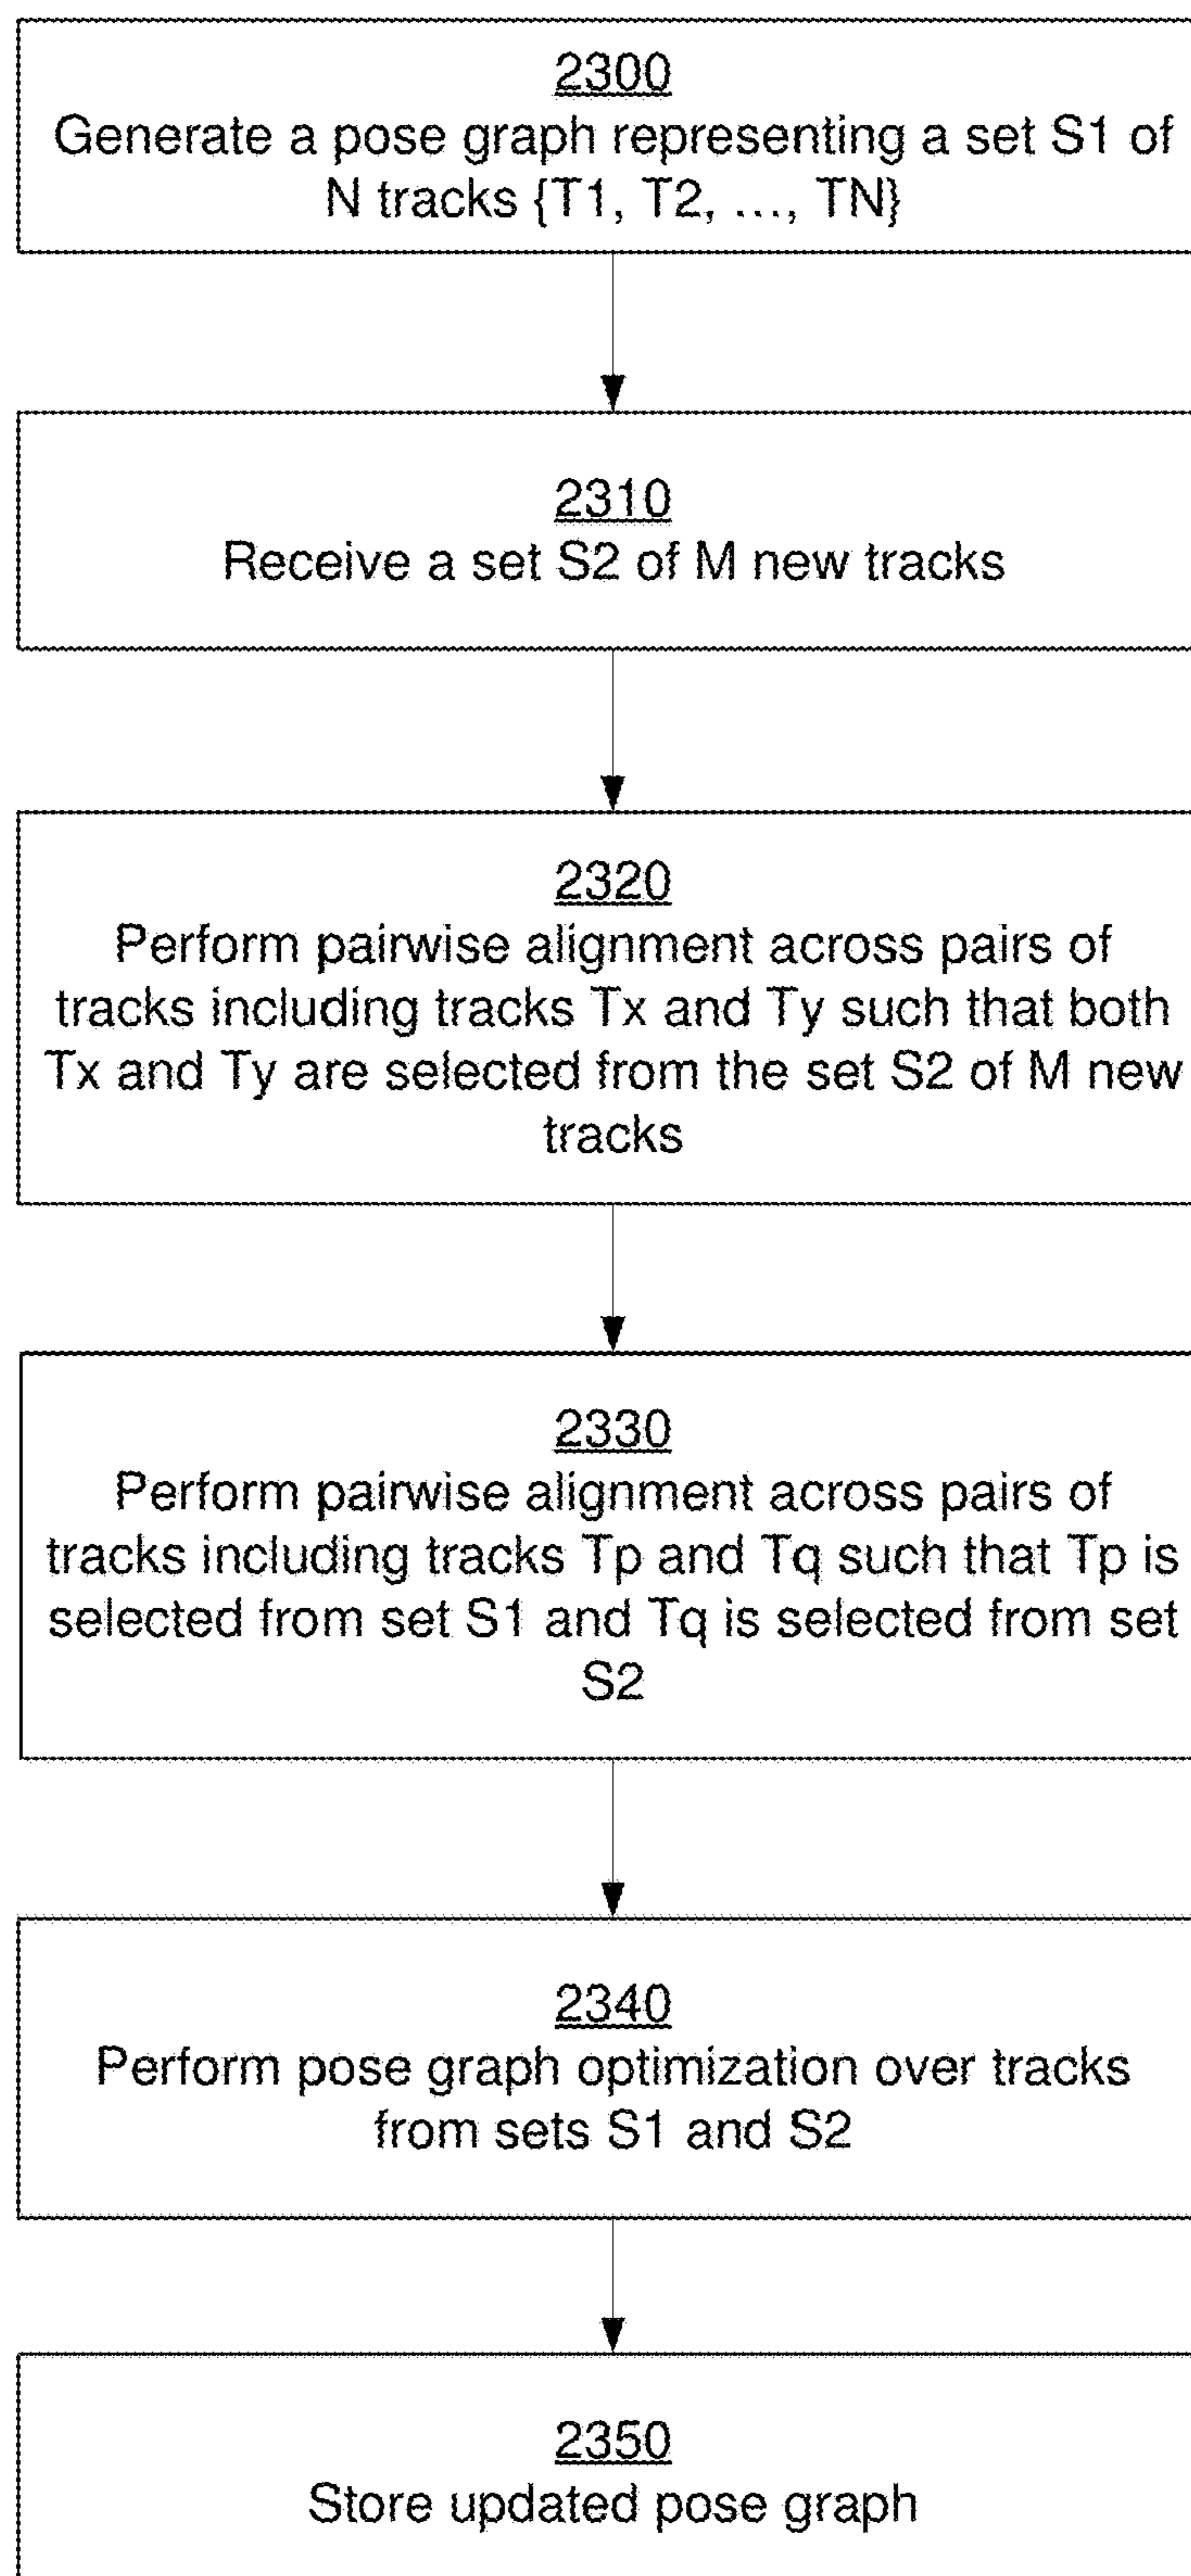 2300
Generate a pose graph representing a set S1 of
N tracks {T1, T2, ..., TN}
2310
Receive a set S2 of M new tracks
2320
Perform pairwise alignment across pairs of
tracks including tracks Tx and Ty such that both
Tx and Ty are selected from the set S2 of M new
tracks
2330
Perform pairwise alignment across pairs of
tracks including tracks Tp and Tq such that Tp is
selected from set S1 and Tq is selected from set
S2
2340
Perform pose graph optimization over tracks
from sets S1 and S2
2350
Store updated pose graph